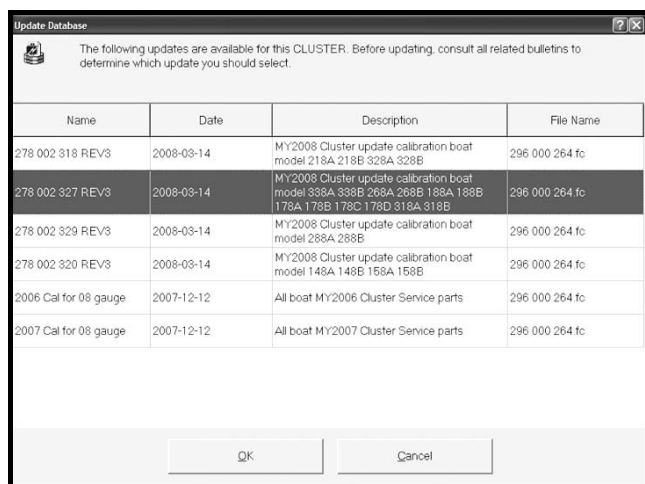 Update Database
The following updates are available for this CLUSTER. Before updating, consult all related bulletins to
determine which update you should select.
Name Date Description File Name
278 002 318 REV3 2008-03-14 MY2008 Cluster update calibration boat
model 218A 218B 328A 328B 296 000 264.fc
278 002 327 REV3 2008-03-14 MY2008 Cluster update calibration boat
model 338A 338B 268A 268B 188A 188B
178A 178B 178C 178D 318A 318B 296 000 264.fc
278 002 329 REV3 2008-03-14 MY2008 Cluster update calibration boat
model 288A 288B 296 000 264.fc
278 002 320 REV3 2008-03-14 MY2008 Cluster update calibration boat
model 148A 148B 158A 158B 296 000 264.fc
2006 Cal for 08 gauge 2007-12-12 All boat MY2006 Cluster Service parts 296 000 264.fc
2007 Cal for 08 gauge 2007-12-12 All boat MY2007 Cluster Service parts 296 000 264.fc
OK Cancel